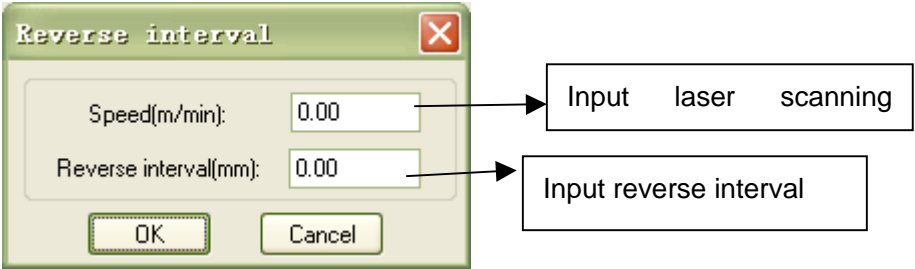 Reverse interval
Speed(m/min): 0.00
Input laser scanning
Reverse interval(mm): 0.00
Input reverse interval
OK Cancel